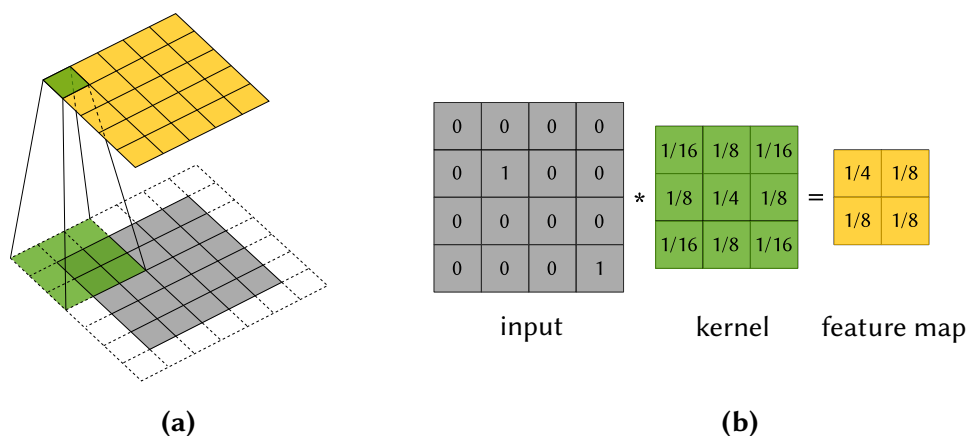 0 0 0 0
0 1 0 0
0 0 0 0
0 0 0 1
input
*
1/16 1/8 1/16
1/8 1/4 1/8
1/16 1/8 1/16
kernel
=
1/4 1/8
1/8 1/8
feature map
(a)
(b)